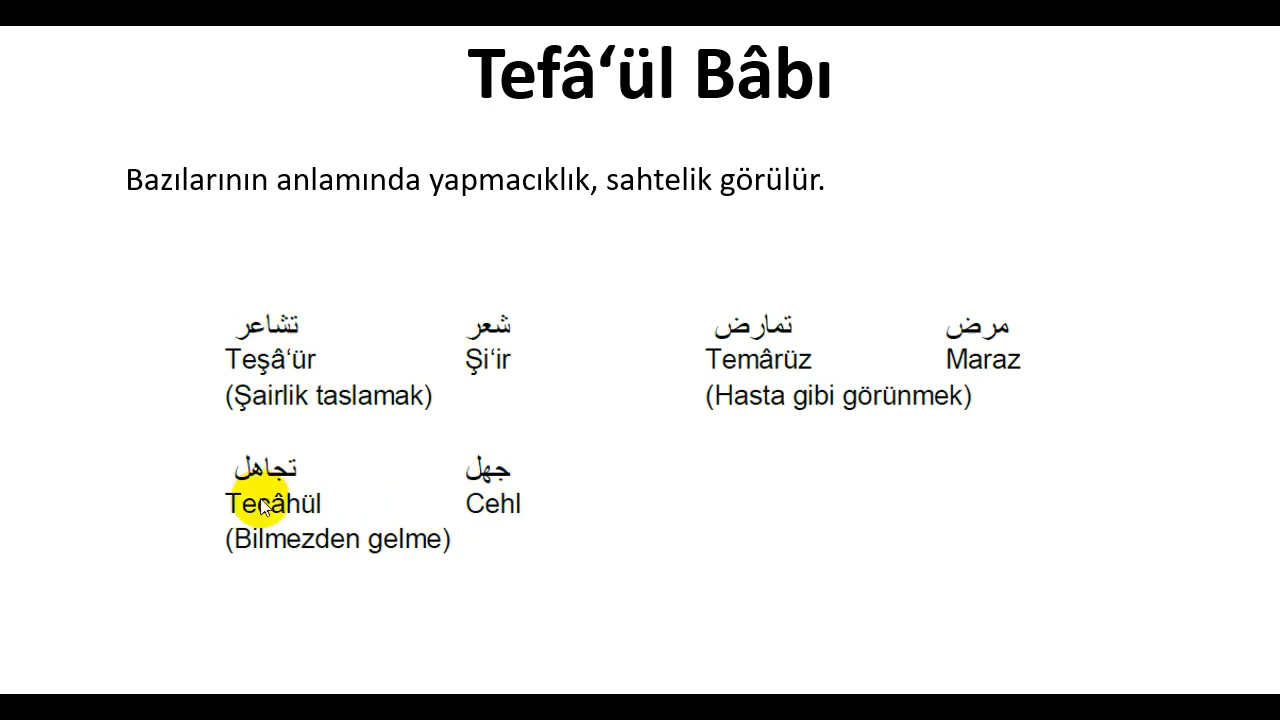 Tefâ‘ül Bâbı
Bazılarının anlamında yapmacıklık, sahtelik görülür.
تشاعر شعر تمارض مرض
Teşâ‘ür Şi‘ir Temârüz Maraz
(Şairlik taslamak) (Hasta gibi görünmek)
تجاهل جهل
Tecâhül Cehl
(Bilmezden gelme)